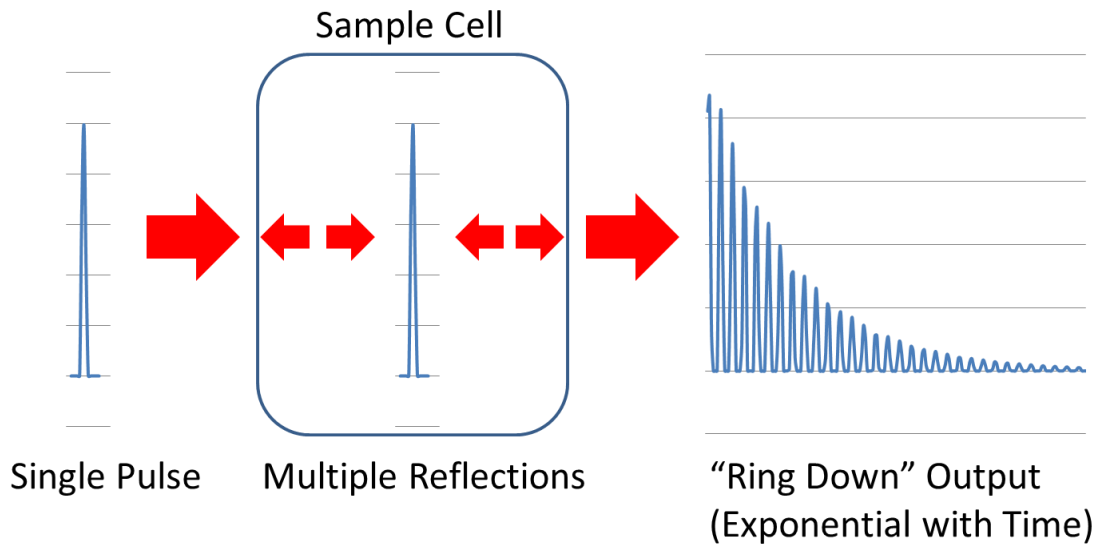 Sample Cell
Single Pulse
Multiple Reflections
“Ring Down” Output
(Exponential with Time)